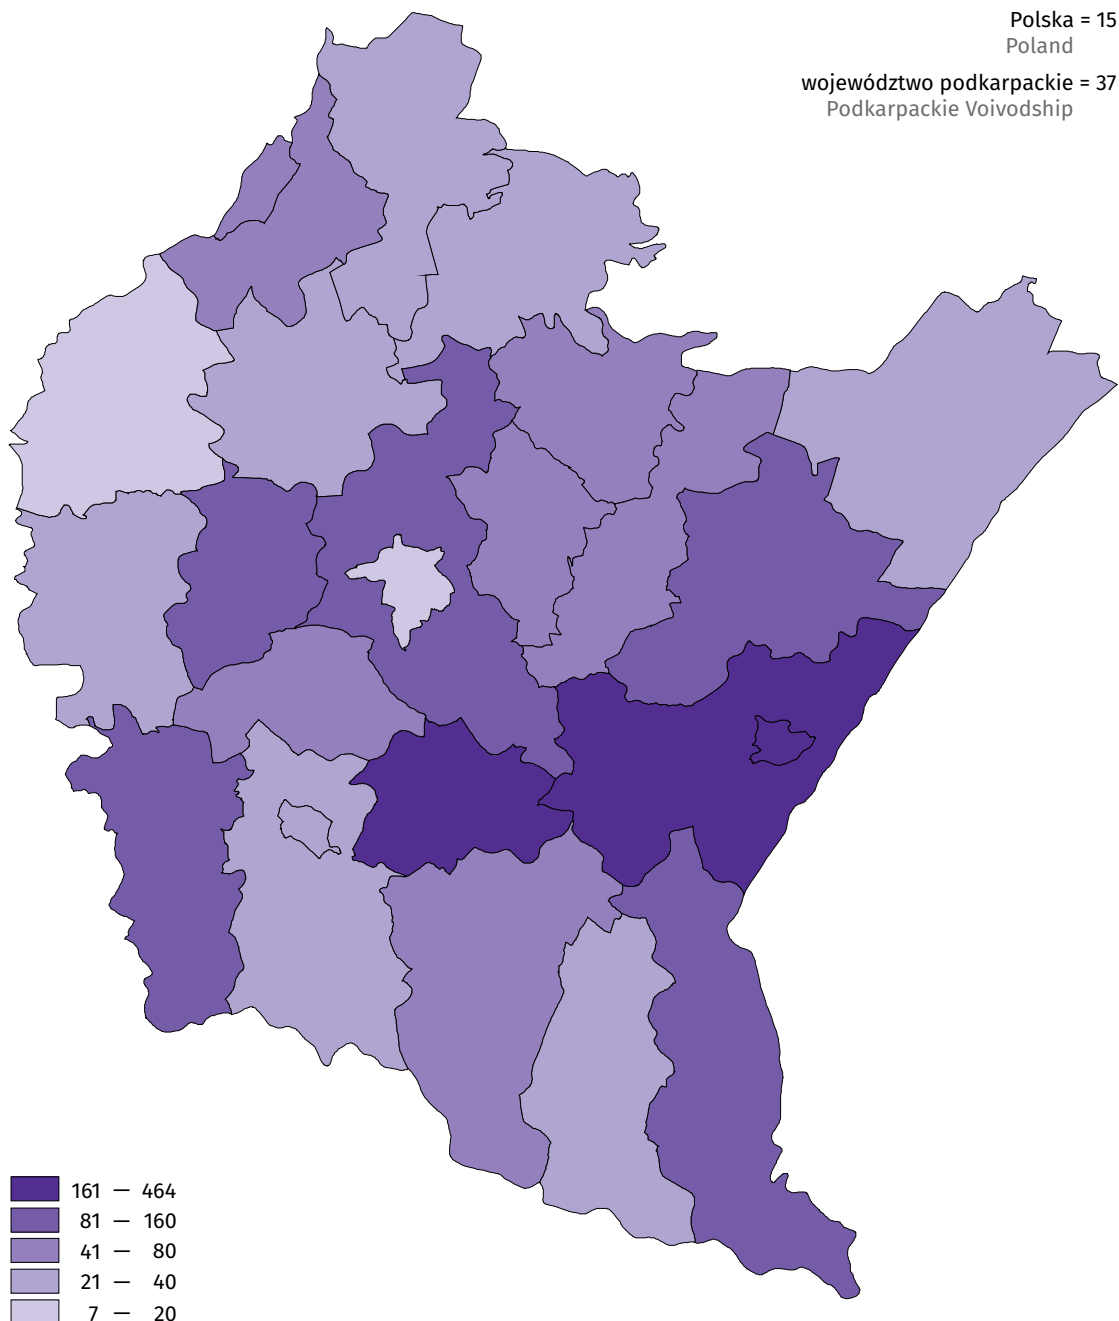 Polska = 15
Poland
województwo podkarpackie = 37
Podkarpackie Voivodship
161 — 464
81 — 160
41 — 80
21 — 40
7 — 20